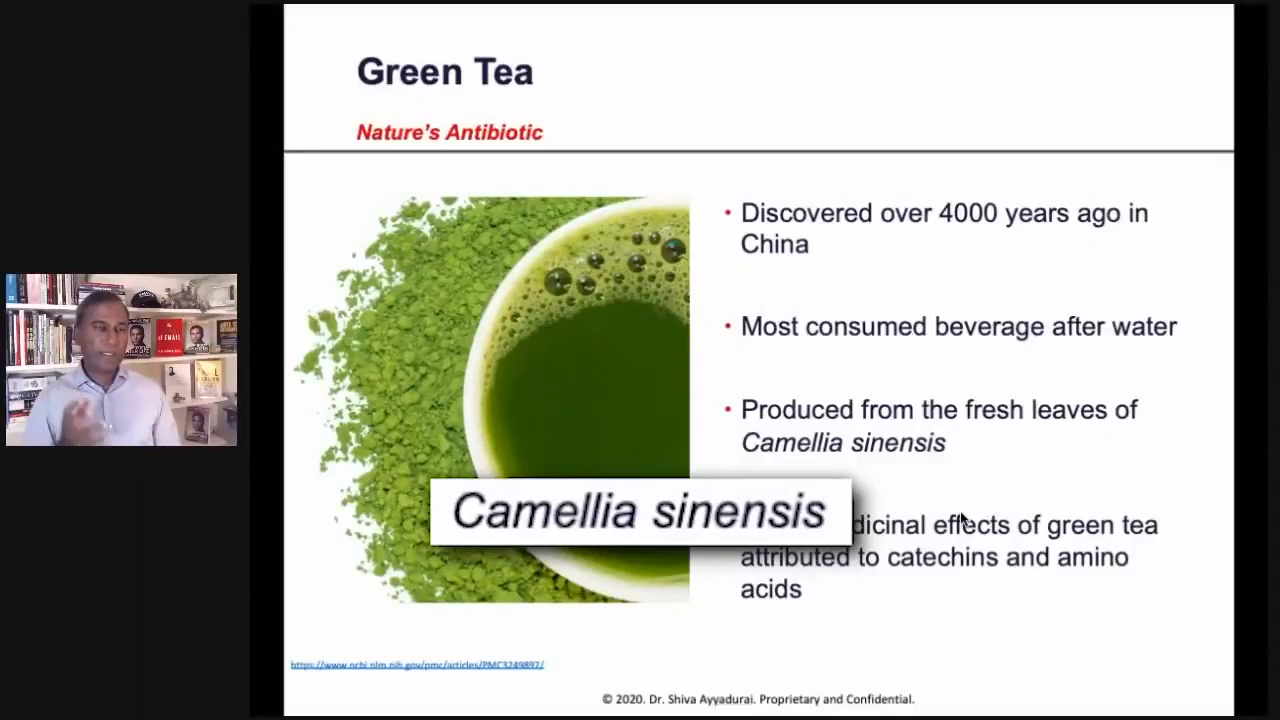 Green Tea
Nature's Antibiotic
• Discovered over 4000 years ago in
China
• Most consumed beverage after water
• Produced from the fresh leaves of
Camellia sinensis
Camellia sinensis
effects of green tea
attributed to catechins and amino
acids
https://www.ncbi.nlm.nih.gov/pmc/articles/PMC3249897/
© 2020. Dr. Shiva Ayyadurai. Proprietary and Confidential.
of EMAIL